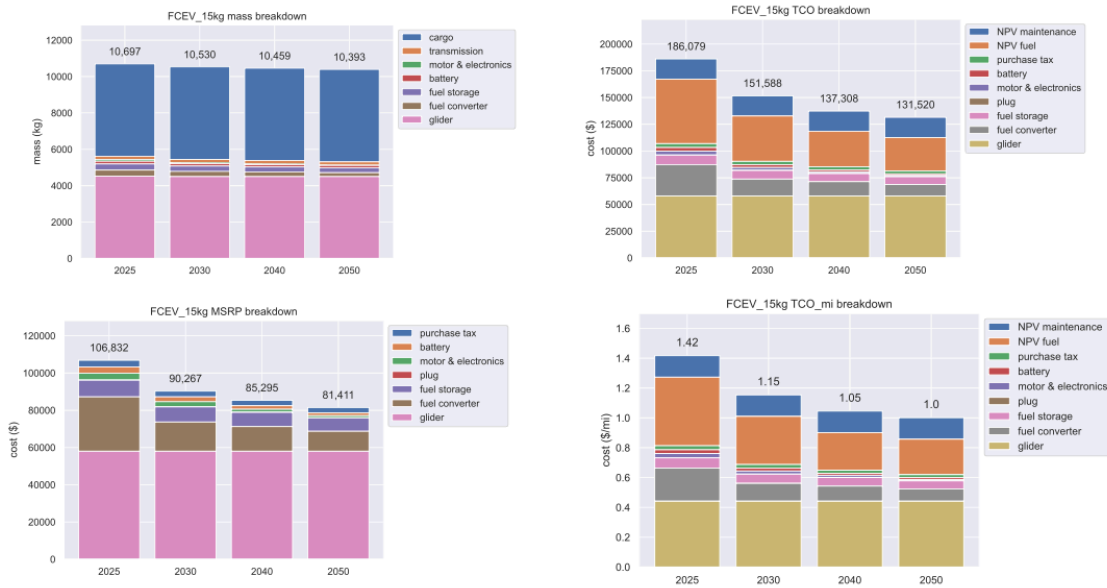 FCEV_15kg mass breakdown
12000
10000
8000
6000
4000
2000
0
mass (kg)
10,697
10,530
10,459
10,393
2025
2030
2040
2050
cargo
transmission
motor & electronics
battery
fuel storage
fuel converter
glider
FCEV_15kg TCO breakdown
200000
175000
150000
125000
100000
75000
50000
25000
0
cost ($)
186,079
151,588
137,308
131,520
2025
2030
2040
2050
NPV maintenance
NPV fuel
purchase tax
battery
motor & electronics
plug
fuel storage
fuel converter
glider
FCEV_15kg MSRP breakdown
120000
100000
80000
60000
40000
20000
0
cost ($)
106,832
90,267
85,295
81,411
2025
2030
2040
2050
purchase tax
battery
motor & electronics
plug
fuel storage
fuel converter
glider
FCEV_15kg TCO_mi breakdown
1.6
1.4
1.2
1.0
0.8
0.6
0.4
0.2
0.0
cost ($/mi)
1.42
1.15
1.05
1.0
2025
2030
2040
2050
NPV maintenance
NPV fuel
purchase tax
battery
motor & electronics
plug
fuel storage
fuel converter
glider